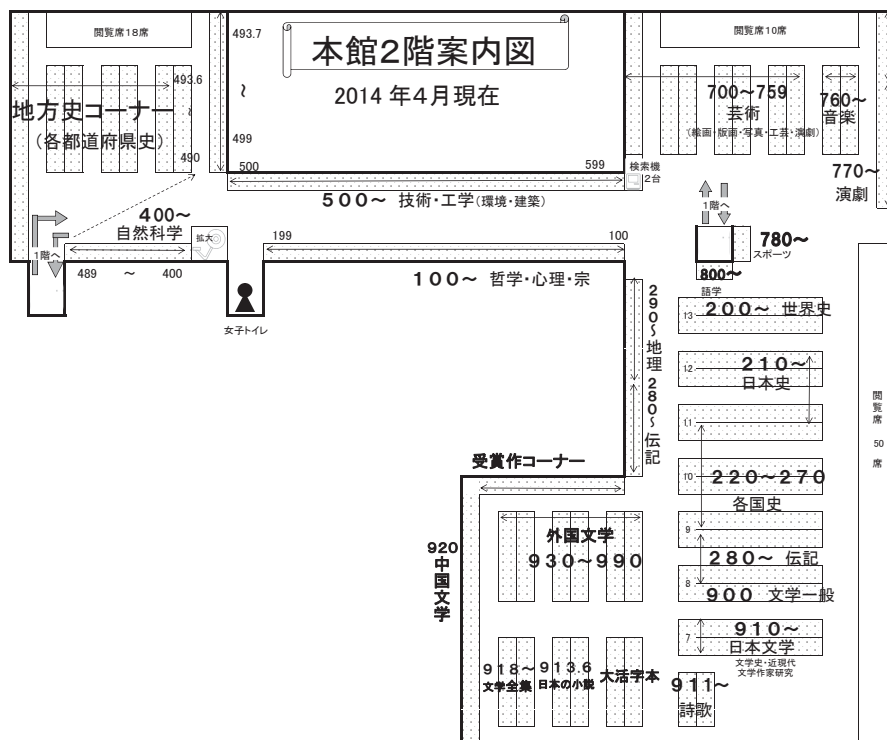 閲覧席18席
閲覧席10席
本館2階案内図
2014 年4月現在
493.7
~
499
493.6
~
490
地方史コーナー
(各都道府県史)
700~759
芸術
(絵画・版画・写真・工芸・演劇)
760~
音楽
770~
演劇
500
599
検索機
2台
500~ 技術・工学(環境・建築)
400~
自然科学
拡大
1階へ
489 ~ 400
199
100
100~ 哲学・心理・宗
女子トイレ
1階へ
780~
スポーツ
800~
語学
290~地理
280~伝記
13
200~ 世界史
12
210~
日本史
11
10
220~270
各国史
9
280~ 伝記
8
900 文学一般
7
910~
日本文学
文学史・近現代
文学作家研究
911~
詩歌
閲覧席 50 席
受賞作コーナー
920
中国文学
外国文学
930~990
918~
文学全集
913.6
日本の小説
大活字本